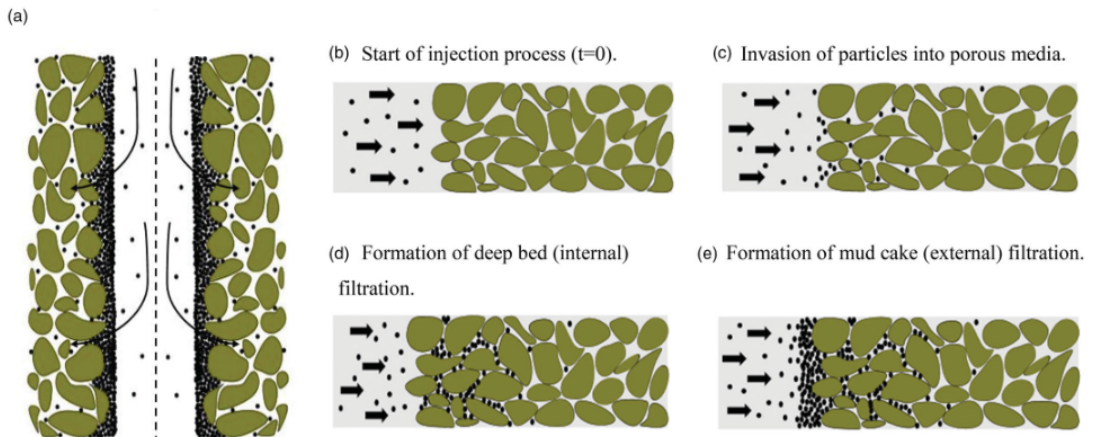 (a)
(b) Start of injection process (t=0).
(c) Invasion of particles into porous media.
(d) Formation of deep bed (internal)
filtration.
(e) Formation of mud cake (external) filtration.